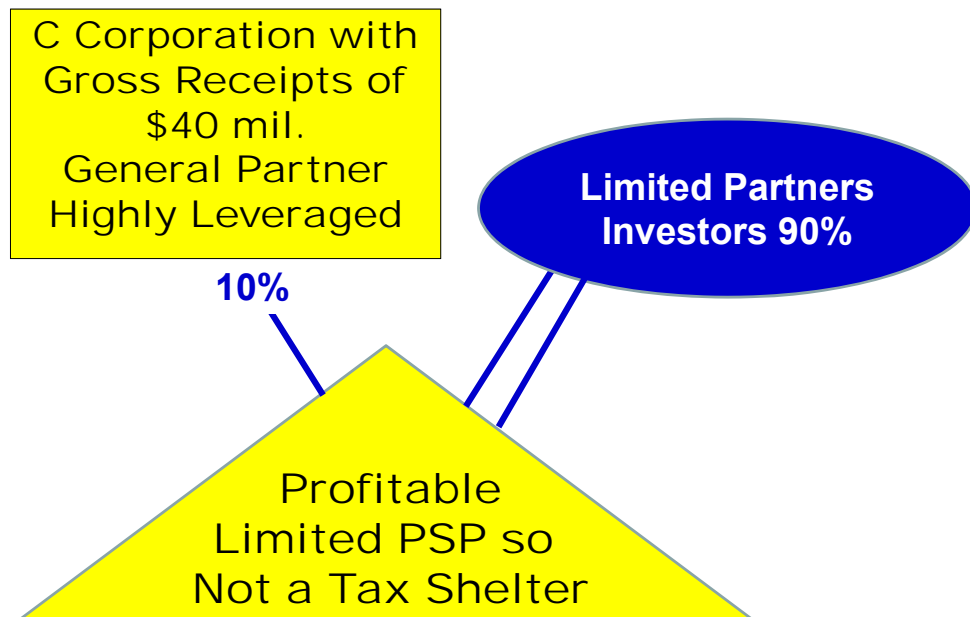 C Corporation with
Gross Receipts of
$40 mil.
General Partner
Highly Leveraged
Limited Partners
Investors 90%
10%
Profitable
Limited PSP so
Not a Tax Shelter